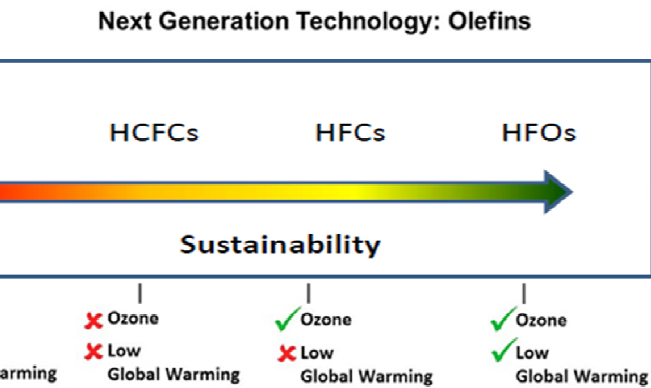 Next Generation Technology: Olefins
HCFCs HFCs HFOs
Sustainability
Ozone Ozone Ozone
Low Low Low
arming Global Warming Global Warming Global Warming